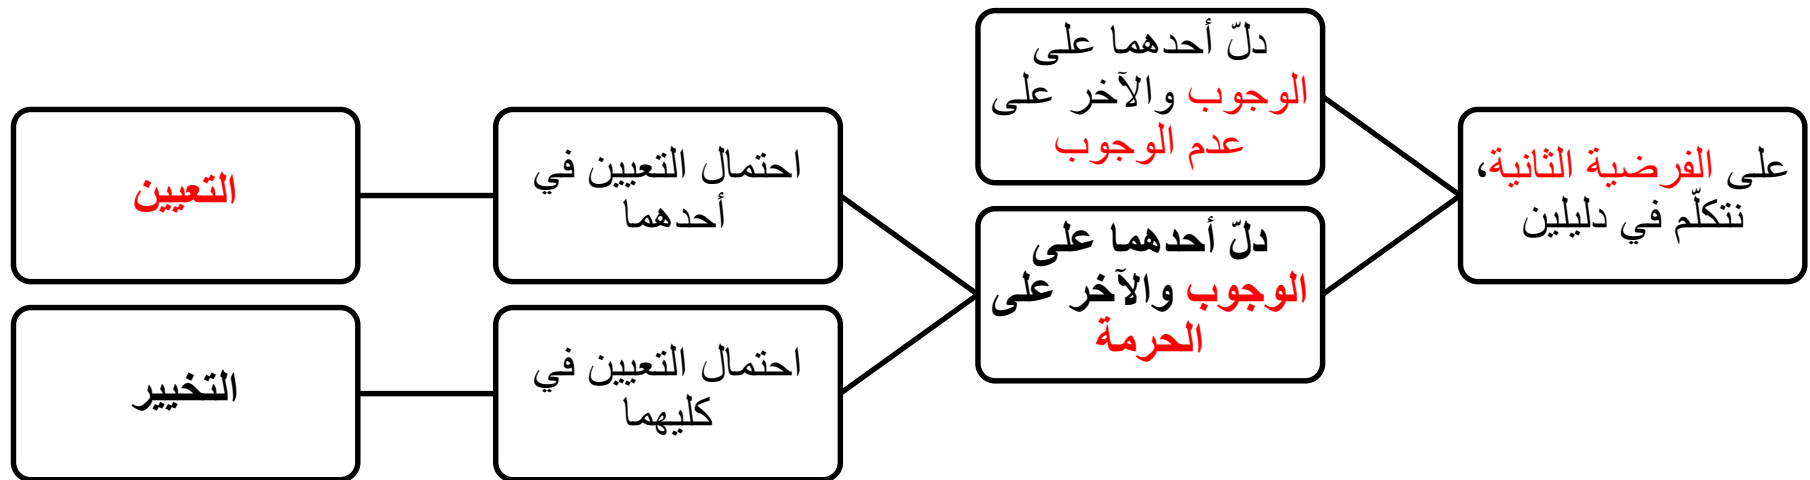 على الفرضية الثانية،
نتكلّم في دليلين
دلّ أحدهما على
الوجوب والآخر على
عدم الوجوب
دلّ أحدهما على
الوجوب والآخر على
الحرمة
احتمال التعيين في
أحدهما
التعيين
احتمال التعيين في
كليهما
التخيير